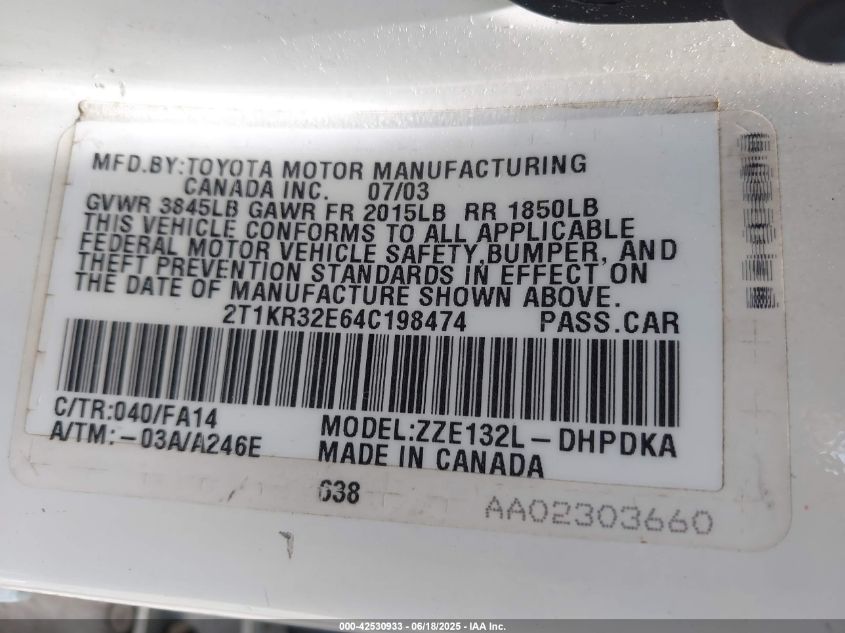 MFD.BY:TOYOTA MOTOR MANUFACTURING
CANADA INC. 07/03
GVWR 3845LB GAWR FR 2015LB RR 1850LB
THIS VEHICLE CONFORMS TO ALL APPLICABLE
FEDERAL MOTOR VEHICLE SAFETY,BUMPER, AND
THEFT PREVENTION STANDARDS IN EFFECT ON
THE DATE OF MANUFACTURE SHOWN ABOVE.
2T1KR32E64C198474 PASS.CAR
C/TR:040/FA14 MODEL:ZZE132L-DHPDKA
A/TM:-03A/A246E MADE IN CANADA
638
AA02303660
000-42530933 - 06/18/2025 - IAA Inc.